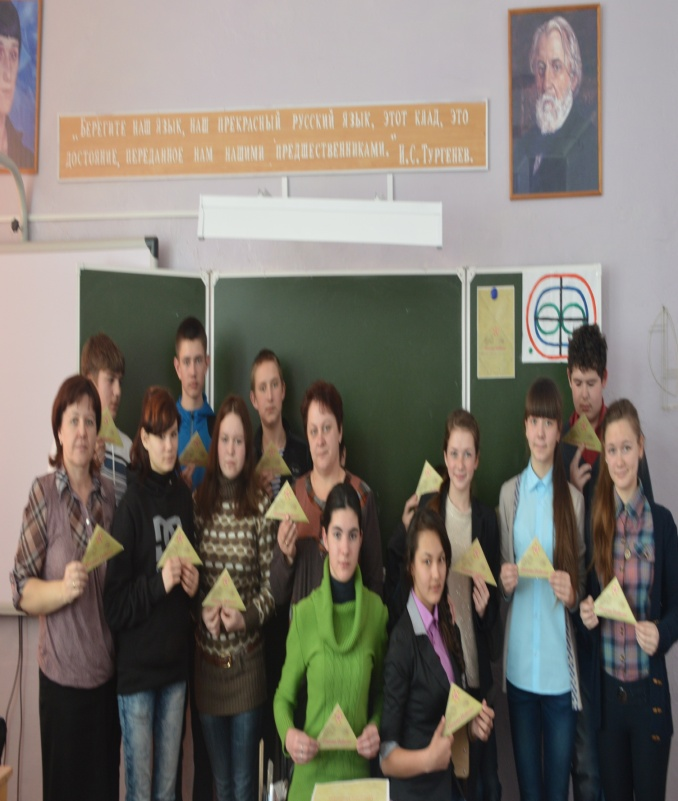 „БЕРЕГИТЕ НАШ ЯЗЫК, НАШ ПРЕКРАСНЫЙ РУССКИЙ ЯЗЫК, ЭТОТ КЛАД, ЭТО
ДОСТОЯНИЕ, ПЕРЕДАННОЕ НАМ НАШИМИ ПРЕДШЕСТВЕННИКАМИ." И.С. ТУРГЕНЕВ.